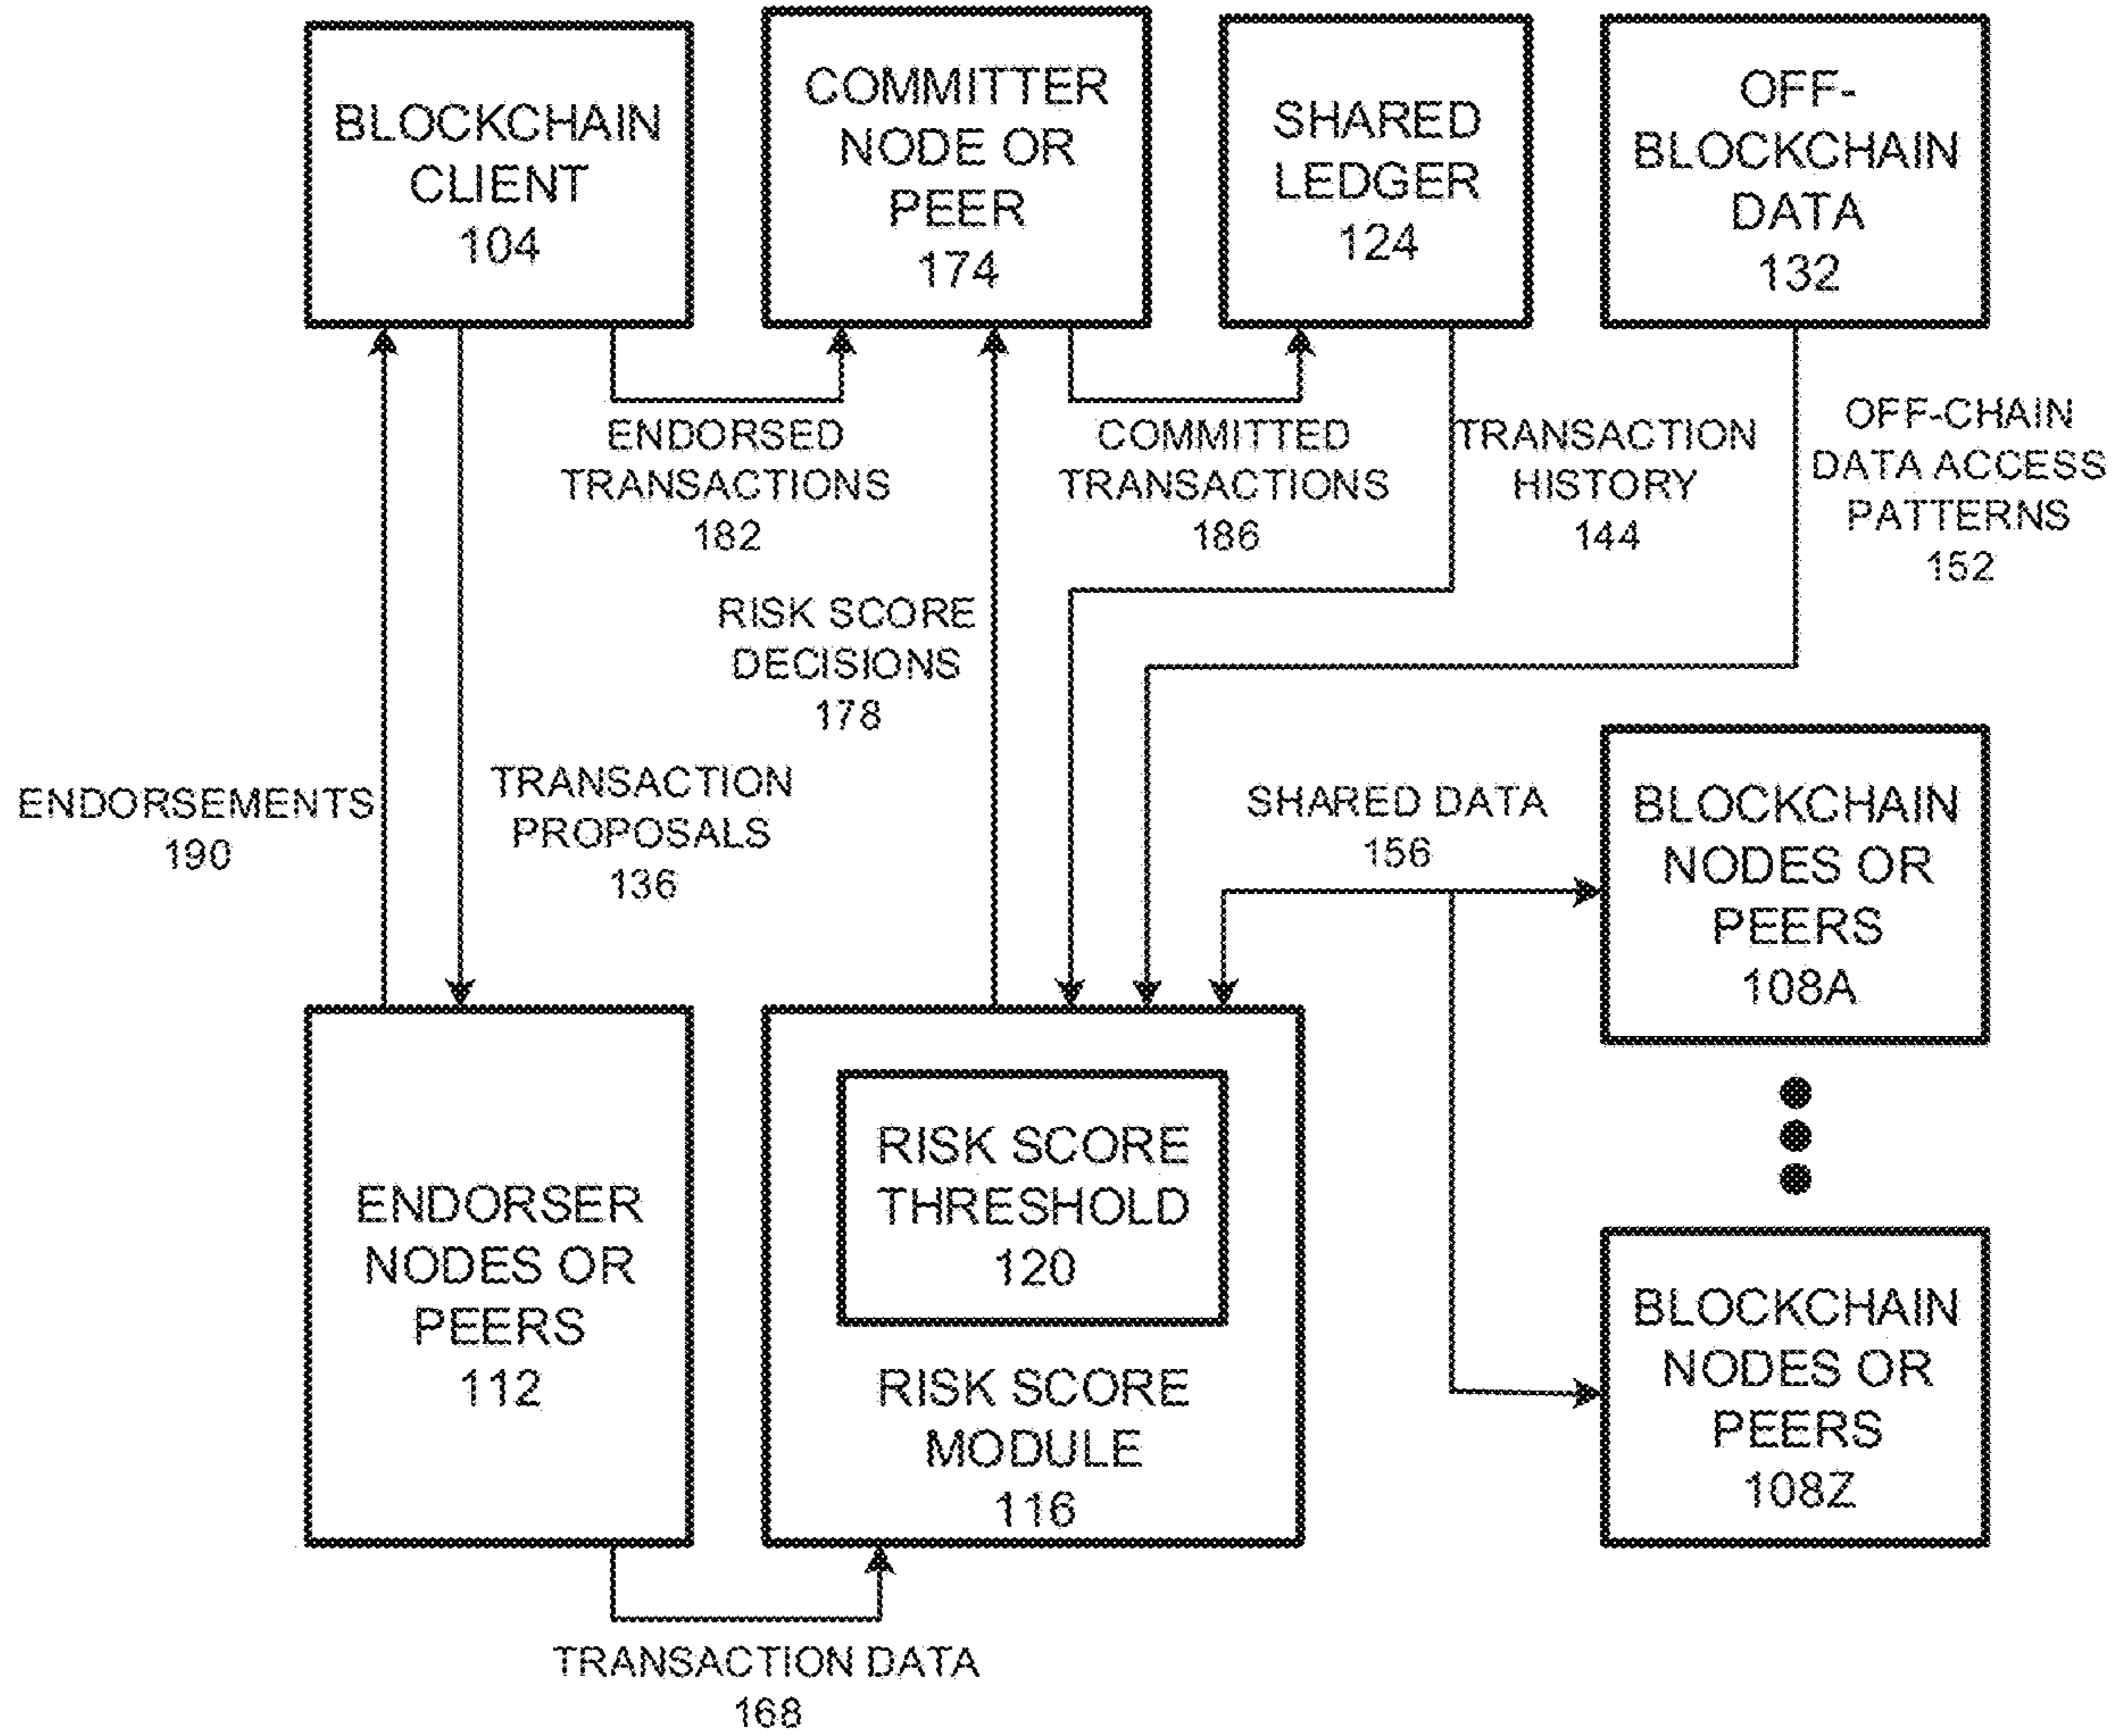 BLOCKCHAIN
CLIENT
104
COMMITTER
NODE OR
PEER
174
SHARED
LEDGER
124
OFF-
BLOCKCHAIN
DATA
132
ENDORSED
TRANSACTIONS
182
COMMITTED
TRANSACTIONS
186
TRANSACTION
HISTORY
144
OFF-CHAIN
DATA ACCESS
PATTERNS
152
RISK SCORE
DECISIONS
178
ENDORSEMENTS
190
TRANSACTION
PROPOSALS
136
SHARED DATA
156
BLOCKCHAIN
NODES OR
PEERS
108A
ENDORSER
NODES OR
PEERS
112
RISK SCORE
THRESHOLD
120
RISK SCORE
MODULE
116
BLOCKCHAIN
NODES OR
PEERS
108Z
TRANSACTION DATA
168